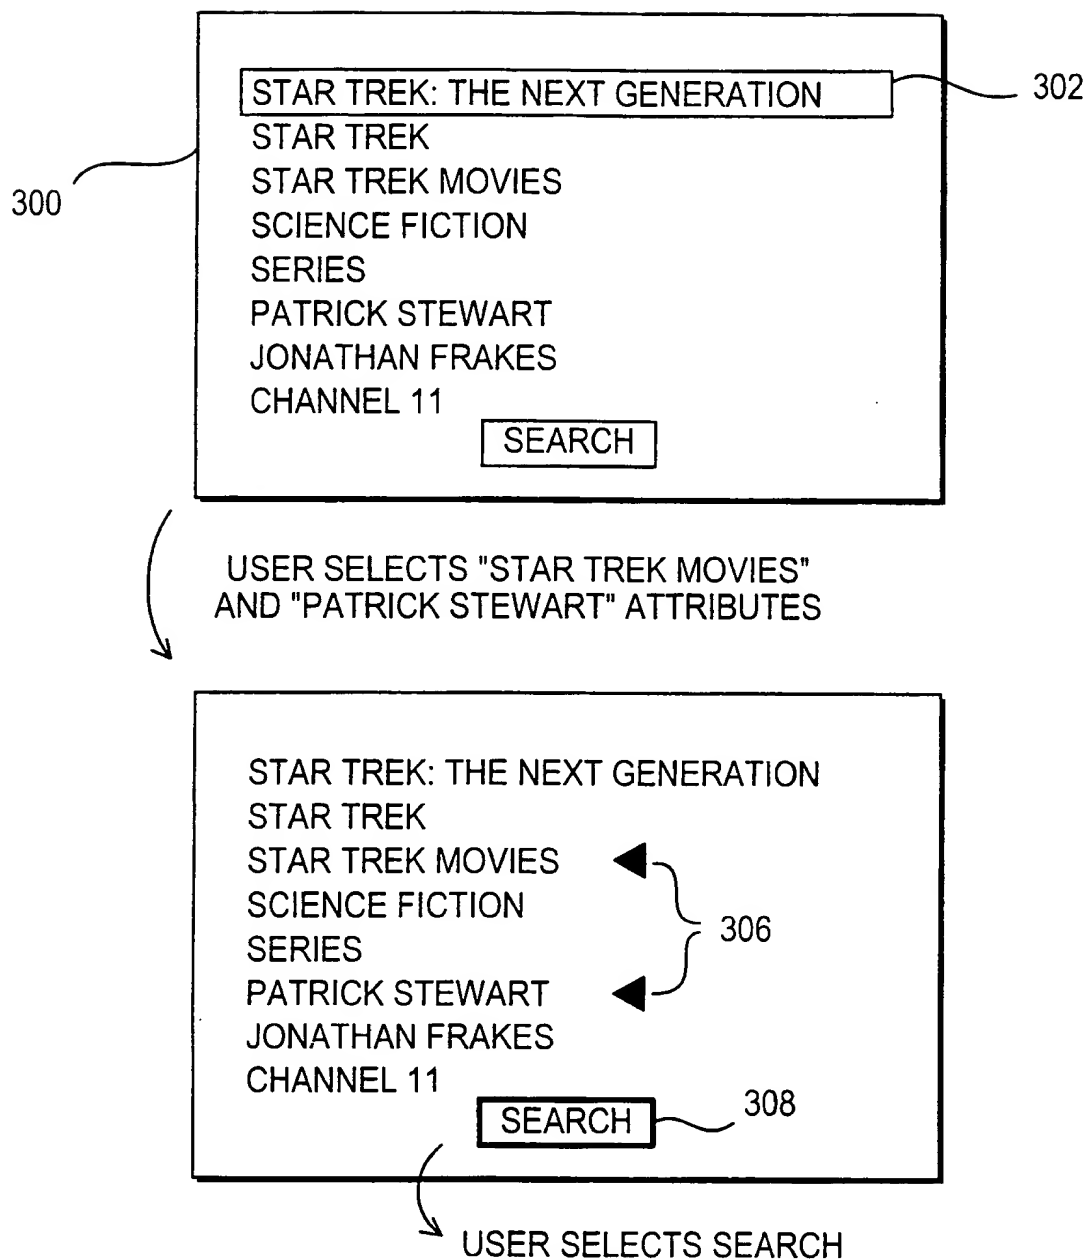 STAR TREK: THE NEXT GENERATION
302
STAR TREK
STAR TREK MOVIES
300
SCIENCE FICTION
SERIES
PATRICK STEWART
JONATHAN FRAKES
CHANNEL 11
SEARCH
USER SELECTS "STAR TREK MOVIES"
AND "PATRICK STEWART" ATTRIBUTES
STAR TREK: THE NEXT GENERATION
STAR TREK
STAR TREK MOVIES
SCIENCE FICTION
306
SERIES
PATRICK STEWART
JONATHAN FRAKES
CHANNEL 11
SEARCH
308
USER SELECTS SEARCH